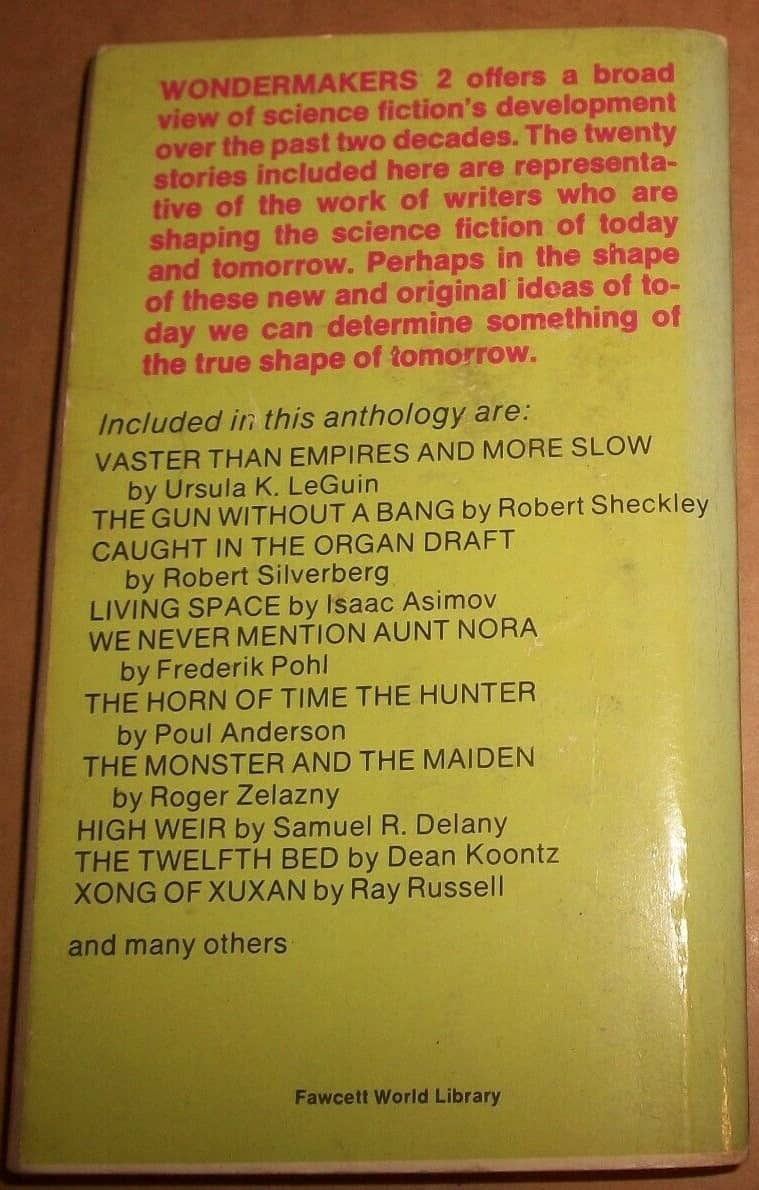 WONDERMAKERS 2 offers a broad
view of science fiction's development
over the past two decades. The twenty
stories included here are representa-
tive of the work of writers who are
shaping the science fiction of today
and tomorrow. Perhaps in the shape
of these new and original ideas of to-
day we can determine something of
the true shape of tomorrow.
Included in this anthology are:
VASTER THAN EMPIRES AND MORE SLOW
by Ursula K. LeGuin
THE GUN WITHOUT A BANG by Robert Sheckley
CAUGHT IN THE ORGAN DRAFT
by Robert Silverberg
LIVING SPACE by Isaac Asimov
WE NEVER MENTION AUNT NORA
by Frederik Pohl
THE HORN OF TIME THE HUNTER
by Poul Anderson
THE MONSTER AND THE MAIDEN
by Roger Zelazny
HIGH WEIR by Samuel R. Delany
THE TWELFTH BED by Dean Koontz
XONG OF XUXAN by Ray Russell
and many others
Fawcett World Library